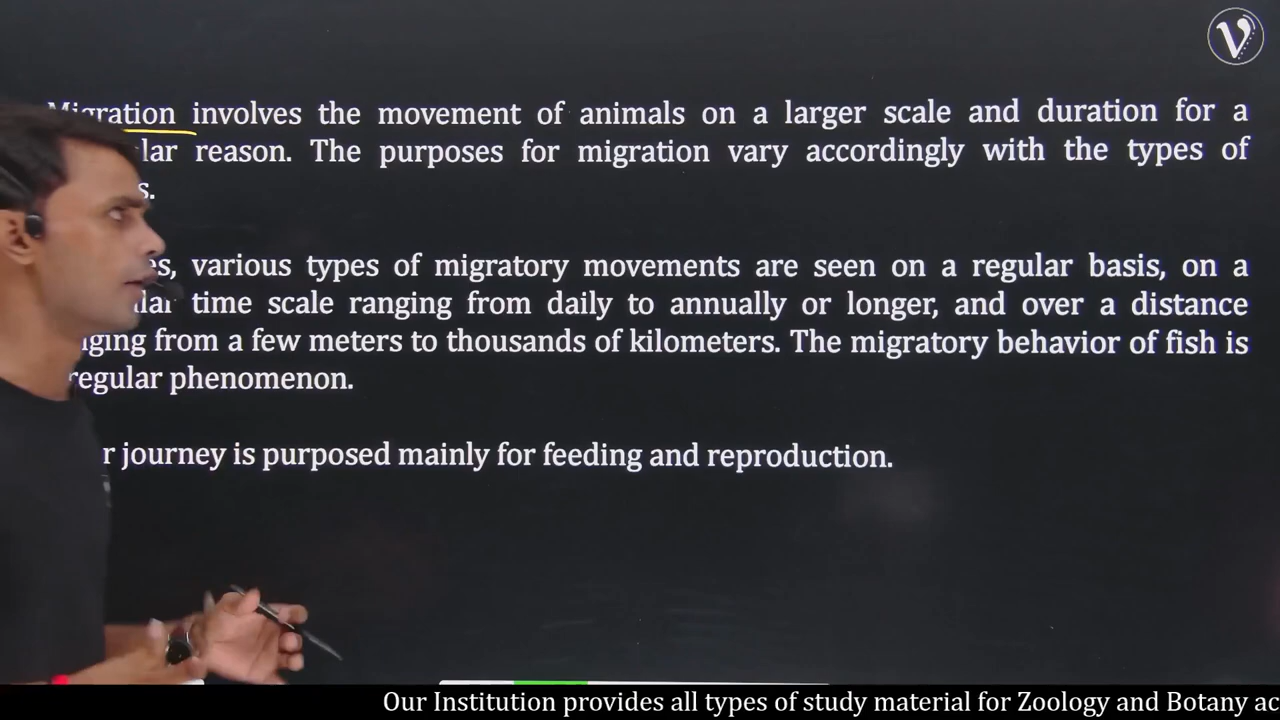 Migration involves the movement of animals on a larger scale and duration for a
lar reason. The purposes for migration vary accordingly with the types of
s.
es, various types of migratory movements are seen on a regular basis, on a
lar time scale ranging from daily to annually or longer, and over a distance
ging from a few meters to thousands of kilometers. The migratory behavior of fish is
regular phenomenon.
r journey is purposed mainly for feeding and reproduction.
Our Institution provides all types of study material for Zoology and Botany ac
V